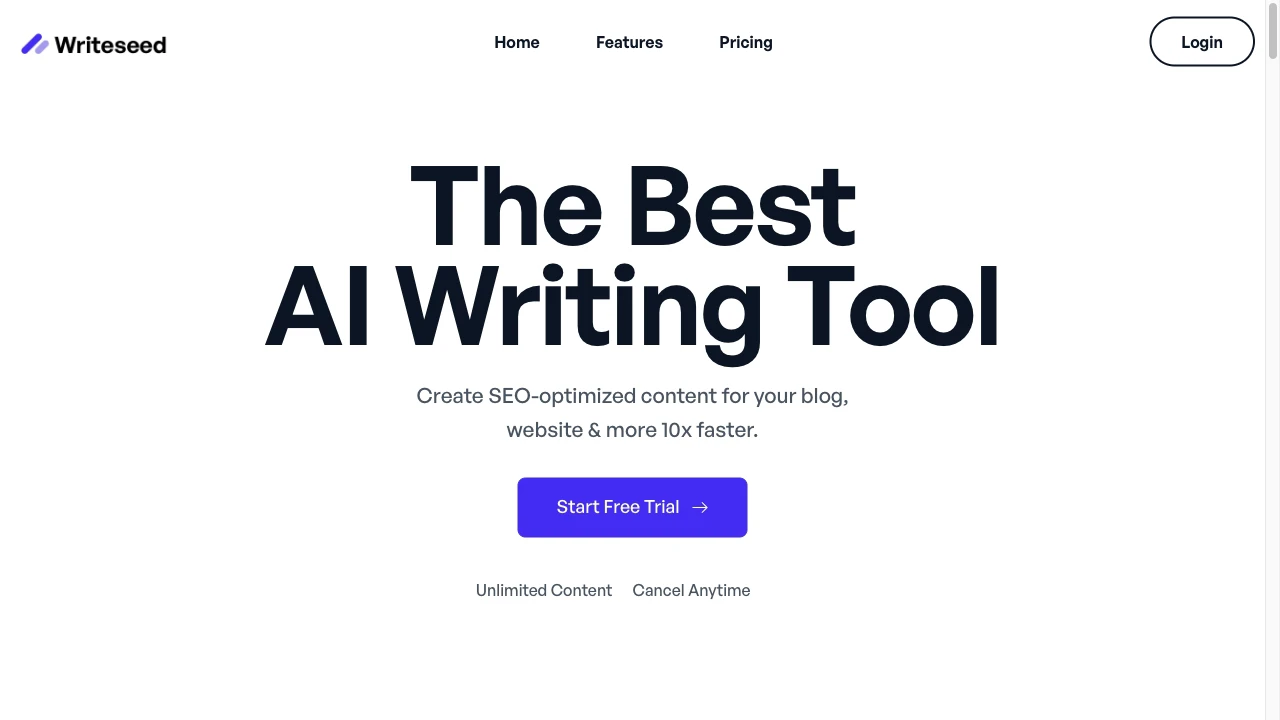 Writeseed
Home
Features
Pricing
Login
The Best
AI Writing Tool
Create SEO-optimized content for your blog,
website & more 10x faster.
Start Free Trial →
Unlimited Content
Cancel Anytime